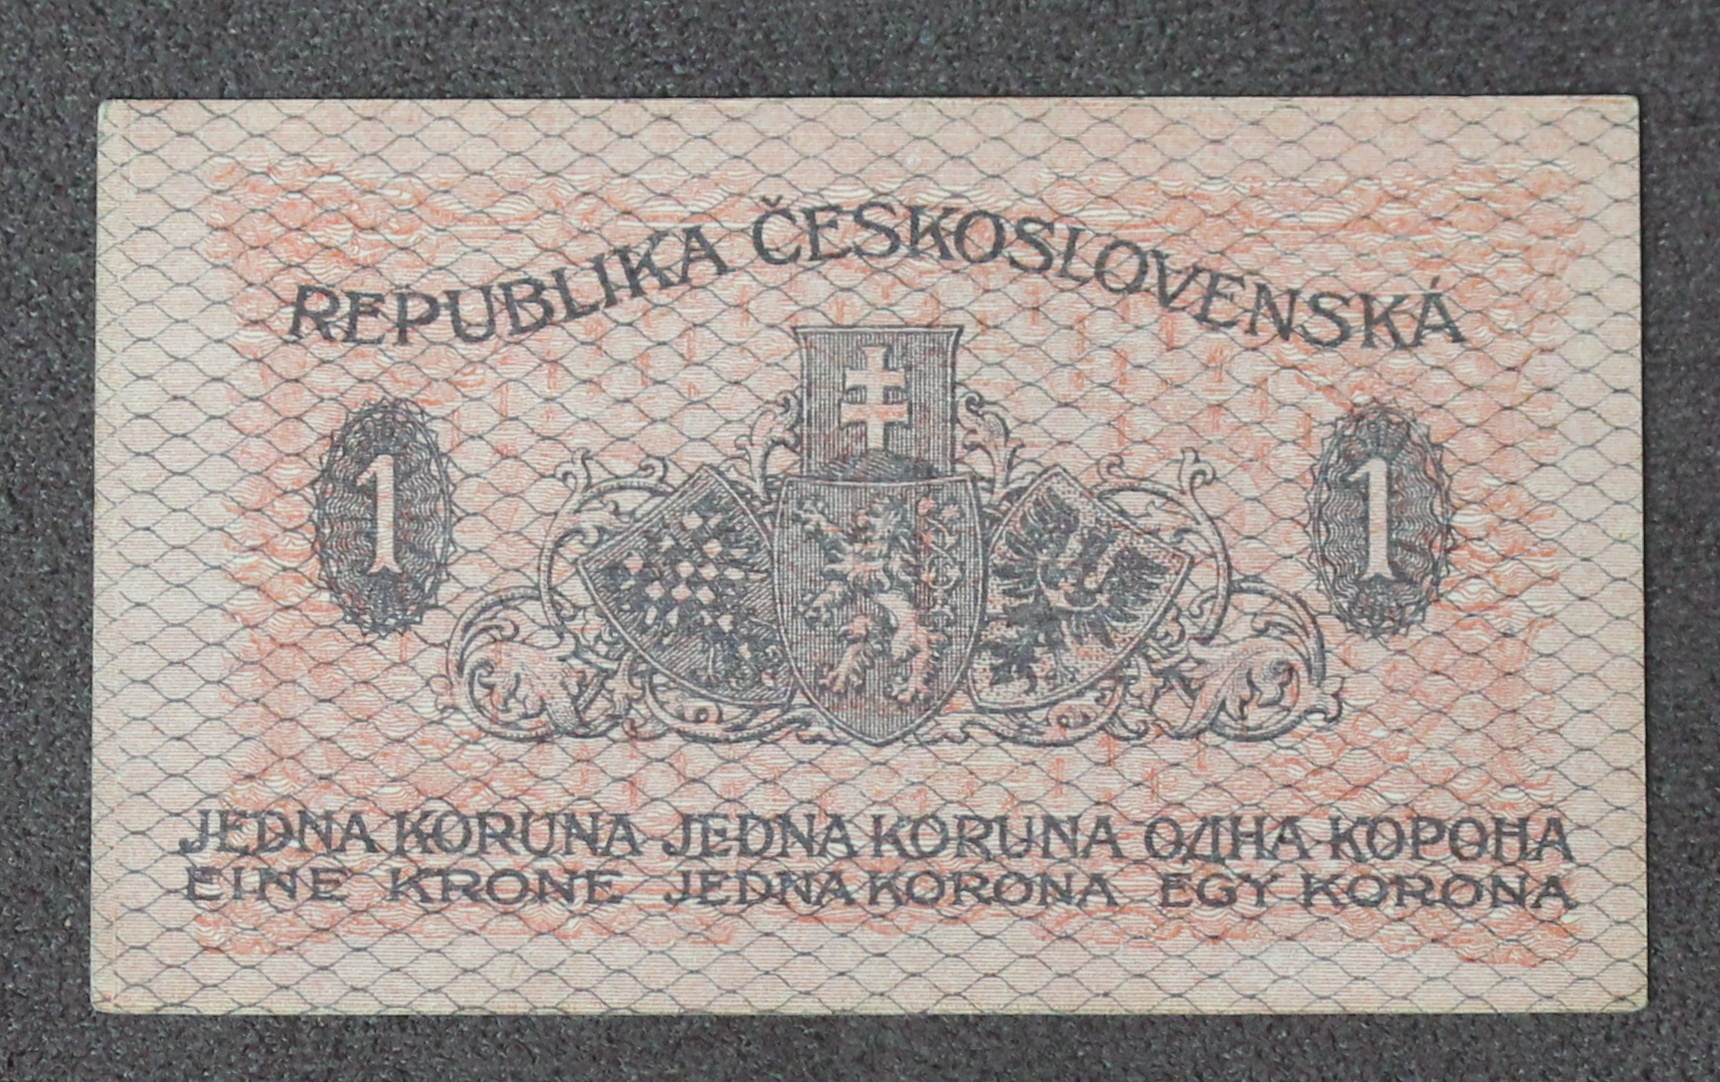 REPUBLIKA ČESKOSLOVENSKÁ
1 1
JEDNA KORUNA JEDNA KORUNA ОДНА КОРОНА
EINE KRONE JEDNA KORONA EGY KORONA